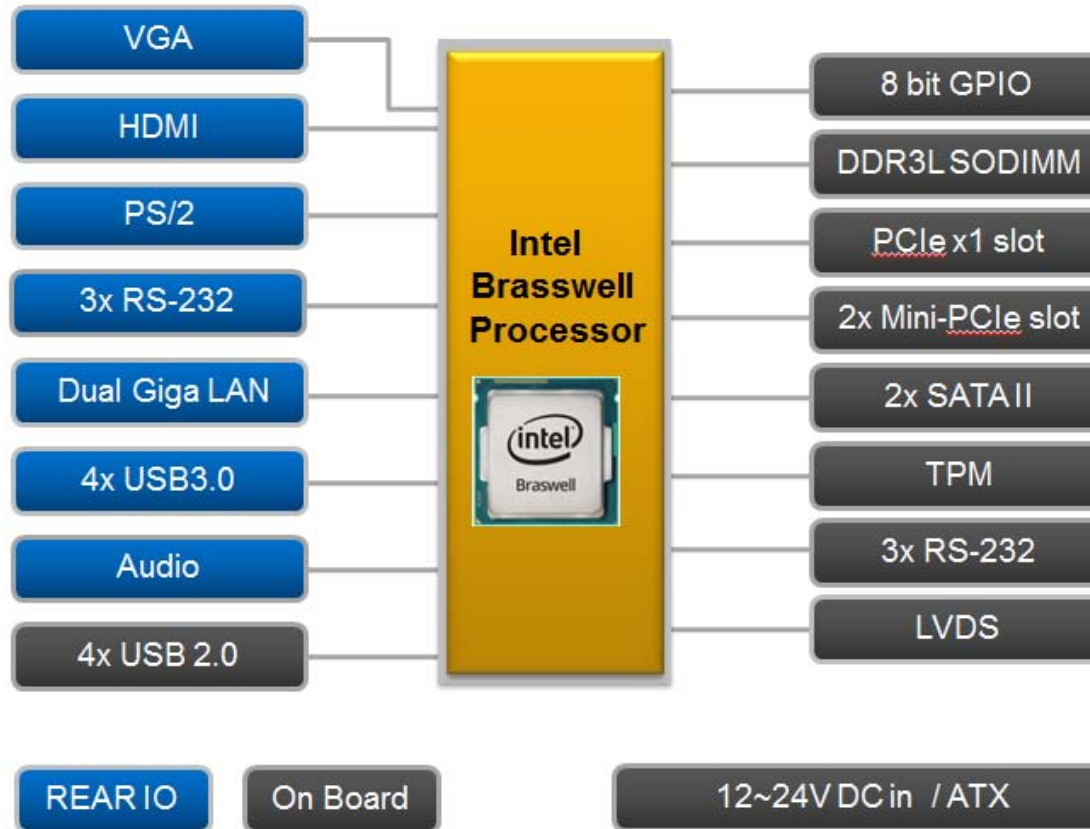 VGA
HDMI
PS/2
3x RS-232
Dual Giga LAN
4x USB3.0
Audio
4x USB 2.0
Intel
Brasswell
Processor
intel
Braswell
8 bit GPIO
DDR3L SODIMM
PCIe x1 slot
2x Mini-PCIe slot
2x SATA II
TPM
3x RS-232
LVDS
REAR IO
On Board
12~24V DC in / ATX